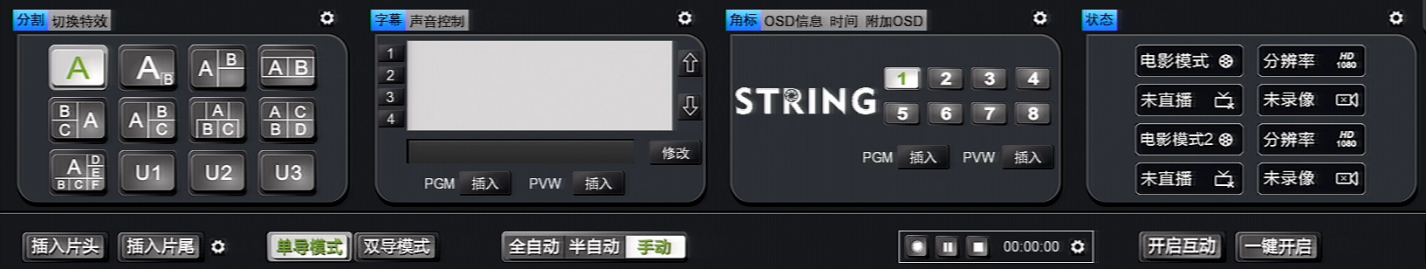 分割 切换特效
A
A B
A B
A B
B C A
A B C
A B C
A C B D
A D E B C F
U1
U2
U3
字幕 声音控制
1
2
3
4
修改
PGM 插入 PVW 插入
角标 OSD信息 时间 附加OSD
STRING
1 2 3 4
5 6 7 8
PGM 插入 PVW 插入
状态
电影模式 分辨率 HD 1080
未直播 未录像
电影模式2 分辨率 HD 1080
未直播 未录像
插入片头 插入片尾 单导模式 双导模式 全自动 半自动 手动 00:00:00 开启互动 一键开启